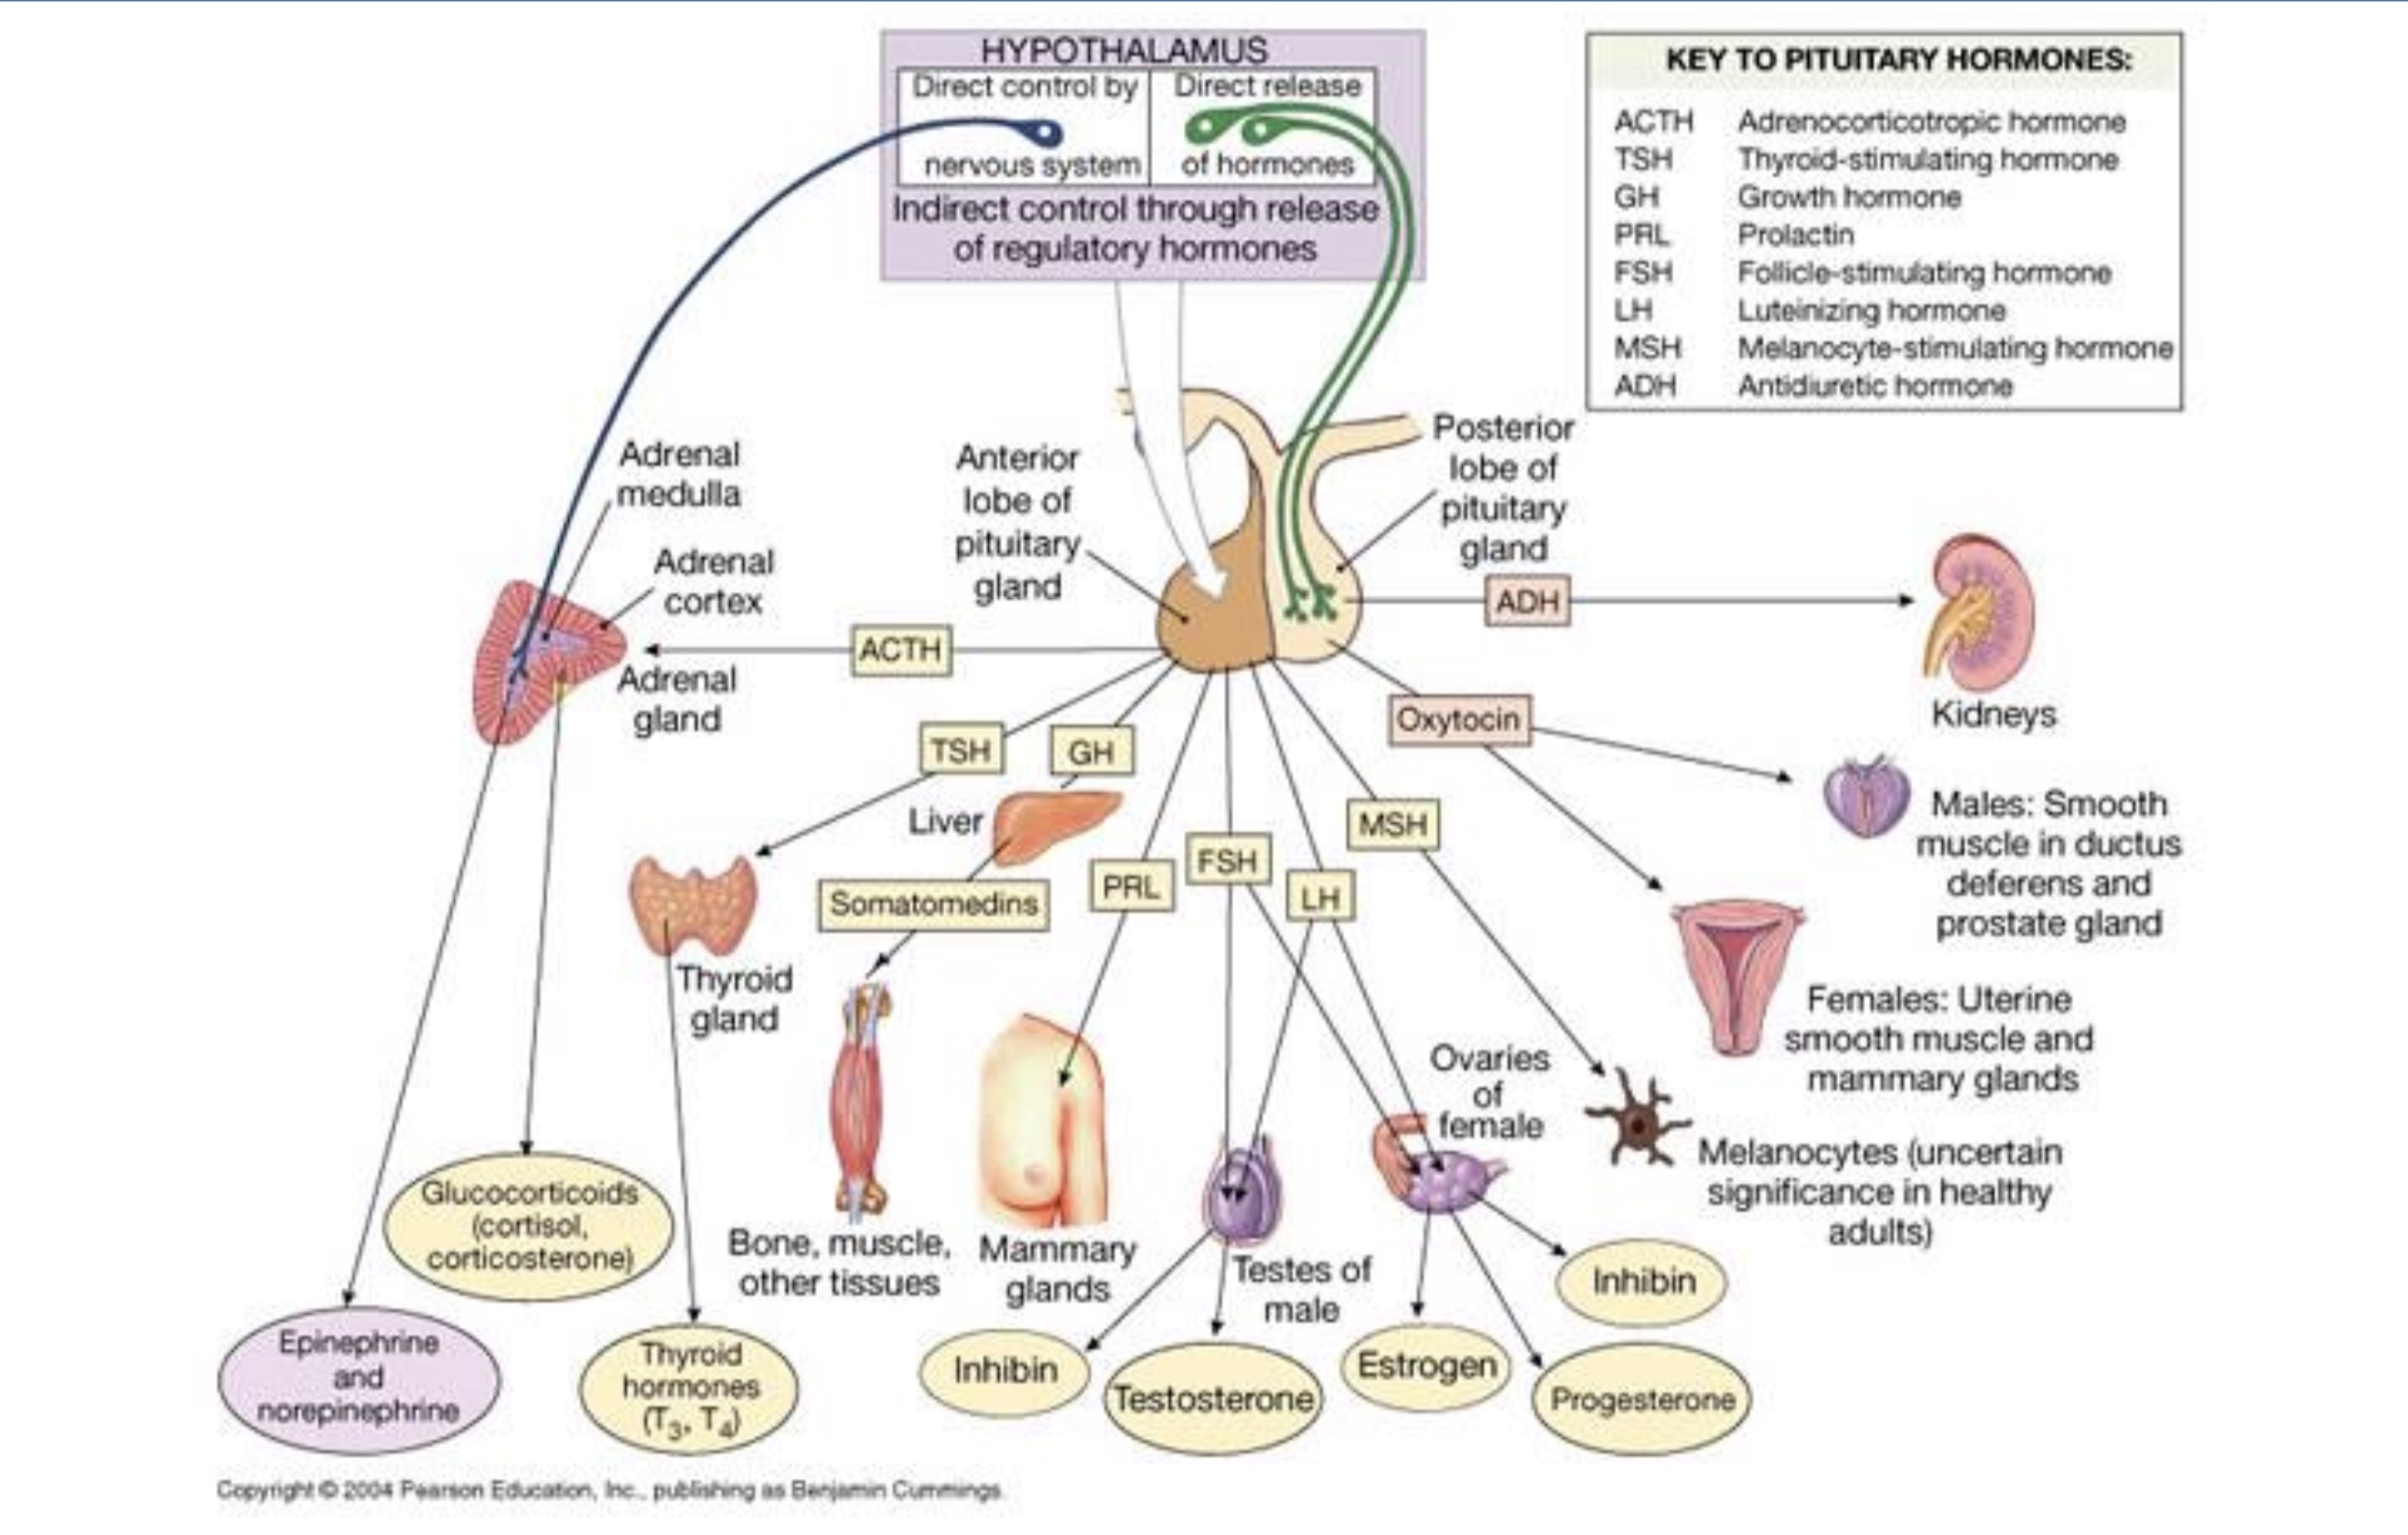 HYPOTHALAMUS
Direct control by
nervous system
Direct release
of hormones
Indirect control through release
of regulatory hormones
KEY TO PITUITARY HORMONES:
ACTH Adrenocorticotropic hormone
TSH Thyroid-stimulating hormone
GH Growth hormone
PRL Prolactin
FSH Follicle-stimulating hormone
LH Luteinizing hormone
MSH Melanocyte-stimulating hormone
ADH Antidiuretic hormone
Adrenal
medulla
Adrenal
cortex
Adrenal
gland
Anterior
lobe of
pituitary
gland
Posterior
lobe of
pituitary
gland
ACTH
ADH
Kidneys
TSH
GH
Oxytocin
Liver
Somatomedins
PRL
FSH
LH
MSH
Males: Smooth
muscle in ductus
deferens and
prostate gland
Thyroid
gland
Females: Uterine
smooth muscle and
mammary glands
Ovaries
of
female
Melanocytes (uncertain
significance in healthy
adults)
Glucocorticoids
(cortisol,
corticosterone)
Bone, muscle,
other tissues
Mammary
glands
Testes of
male
Inhibin
Epinephrine
and
norepinephrine
Thyroid
hormones
(T3, T4)
Inhibin
Testosterone
Estrogen
Progesterone
Copyright © 2004 Pearson Education, Inc., publishing as Benjamin Cummings.